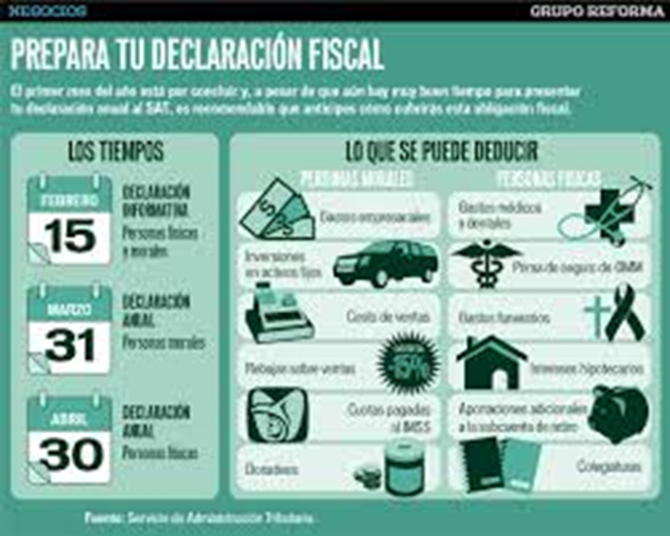 NEGOCIOS
GRUPO REFORMA
PREPARA TU DECLARACIÓN FISCAL
El primer mes del año está por concluir y, a pesar de que aún hay muy buen tiempo para presentar
tu declaración anual al SAT, es recomendable que anticipes cómo cubrirás esta obligación fiscal.
LOS TIEMPOS
FEBRERO
15
DECLARACIÓN
INFORMATIVA
Personas físicas
y morales
MARZO
31
DECLARACIÓN
ANUAL
Personas morales
ABRIL
30
DECLARACIÓN
ANUAL
Personas físicas
LO QUE SE PUEDE DEDUCIR
PERSONAS MORALES
Gastos empresariales
Inversiones
en activos fijos
Costo de ventas
Rebajas sobre ventas
Cuotas pagadas
al IMSS
Donativos
PERSONAS FÍSICAS
Gastos médicos
y dentales
Prima de seguro de GMM
Gastos funerarios
Intereses hipotecarios
Aportaciones adicionales
a la subcuenta de retiro
Colegiaturas
Fuente: Servicio de Administración Tributaria